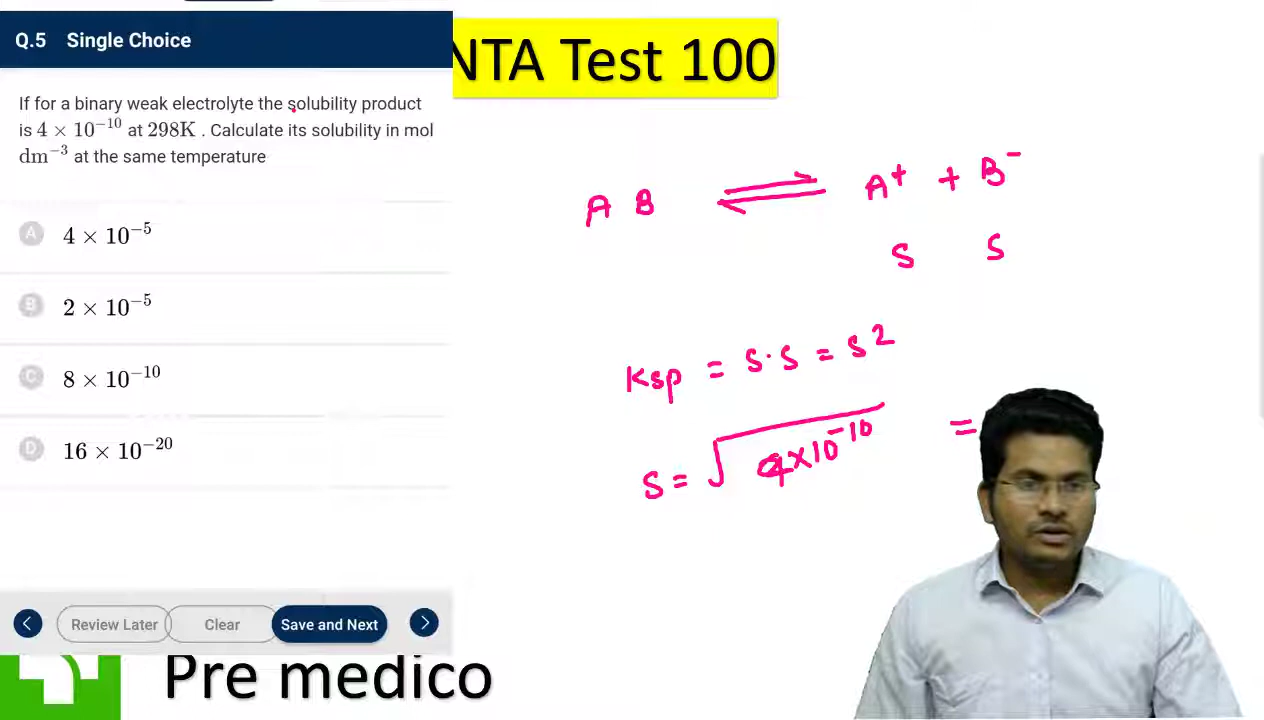 Q.5 Single Choice
NTA Test 100
If for a binary weak electrolyte the solubility product
is 4 × 10⁻¹⁰ at 298K . Calculate its solubility in mol
dm⁻³ at the same temperature
A 4 × 10⁻⁵
B 2 × 10⁻⁵
C 8 × 10⁻¹⁰
D 16 × 10⁻²⁰
A B ⇌ A⁺ + B⁻
S S
Ksp = S·S = S²
S = √4×10⁻¹⁰ =
Review Later Clear Save and Next
Pre medico